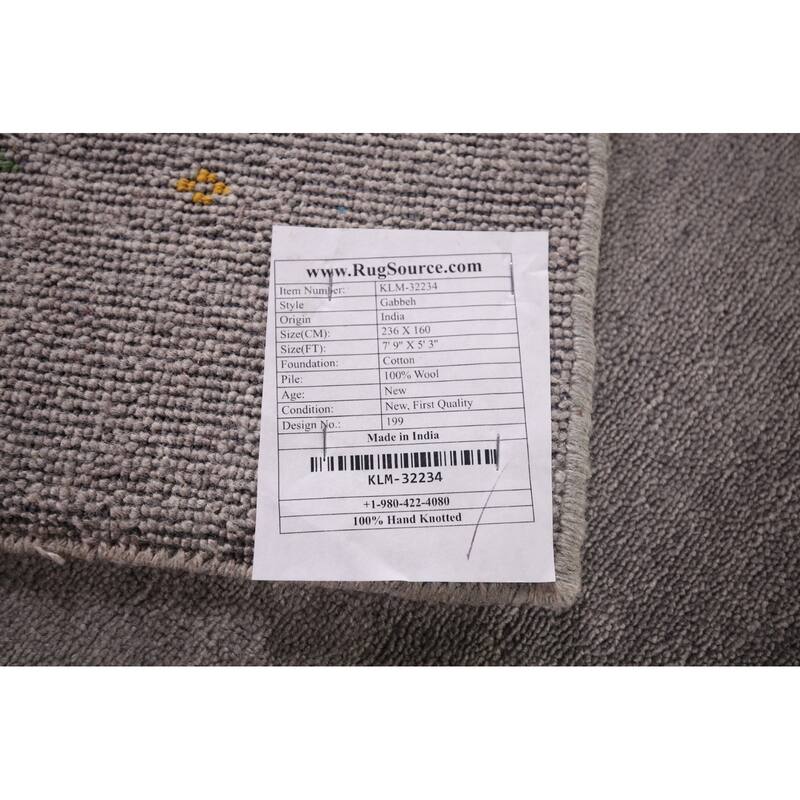 www.RugSource.com
Item Number: KLM-32234
Style Gabbeh
Origin India
Size(CM): 236 X 160
Size(FT): 7' 9" X 5' 3"
Foundation: Cotton
Pile: 100% Wool
Age: New
Condition: New, First Quality
Design No.: 199
Made in India
KLM-32234
+1-980-422-4080
100% Hand Knotted